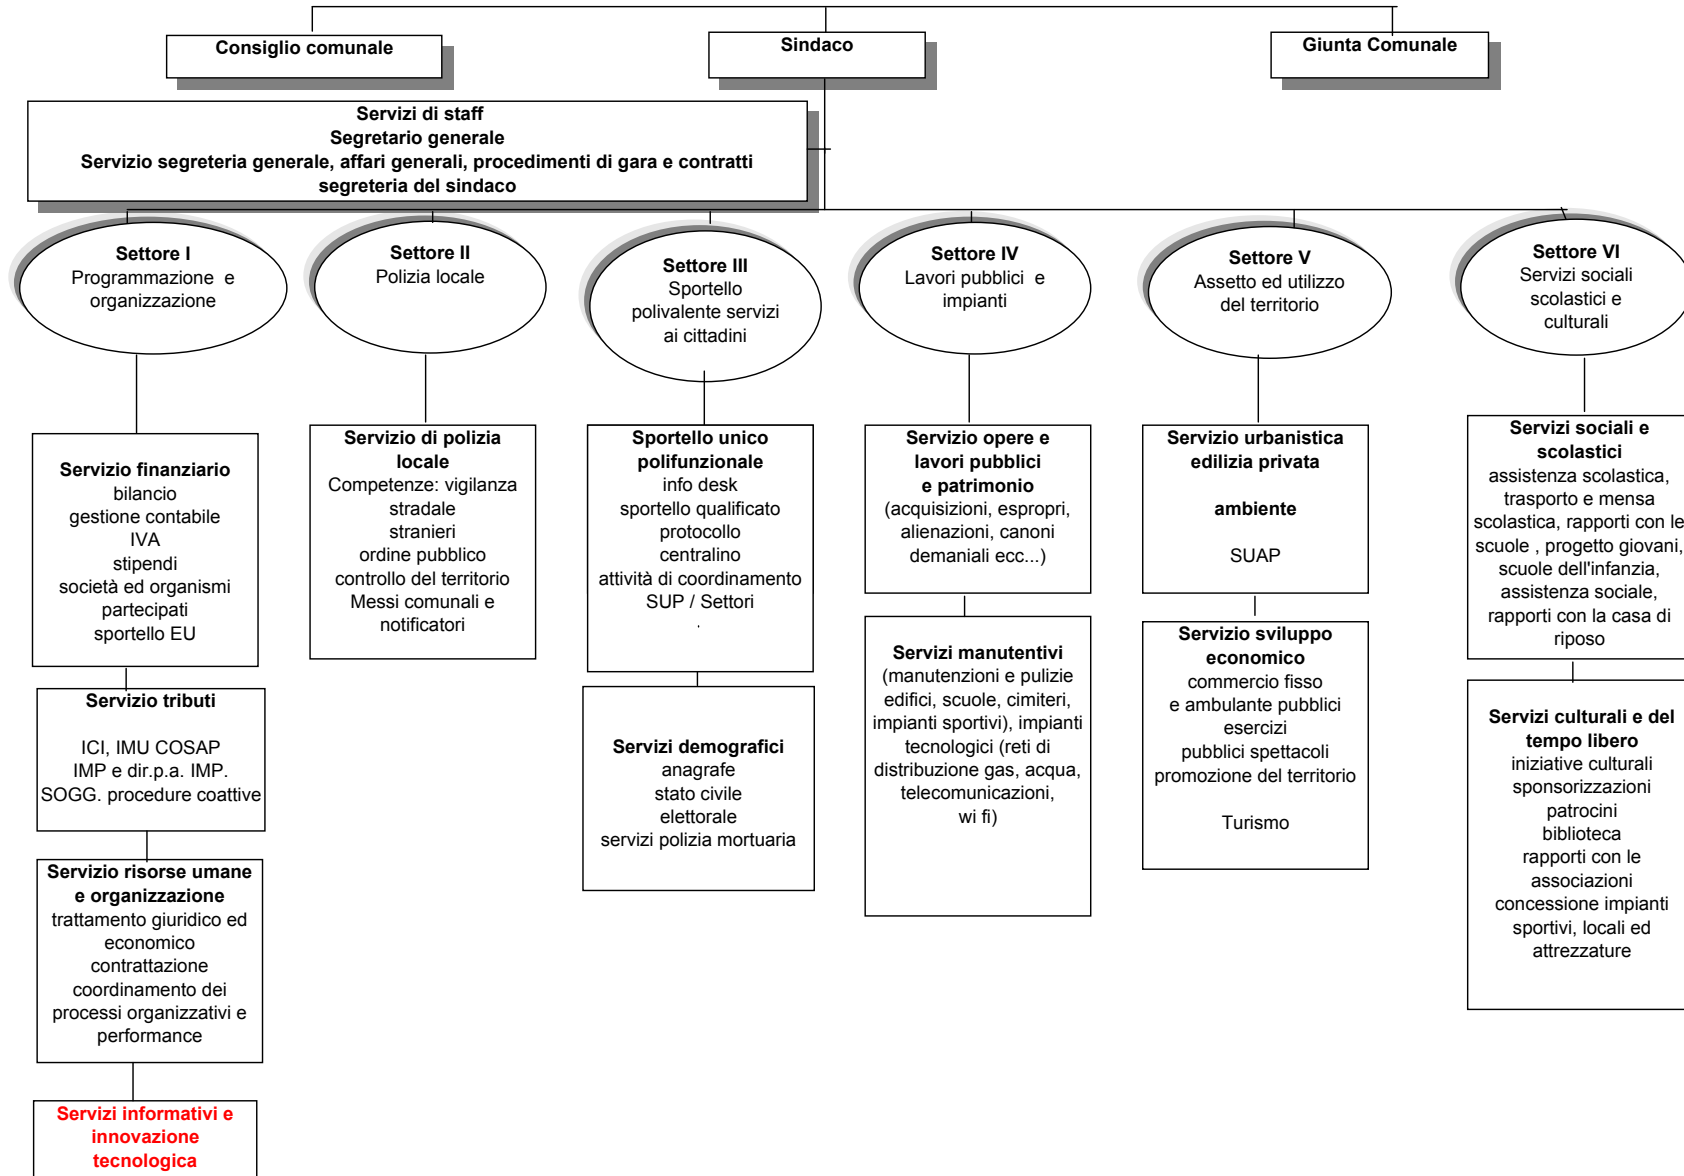 Consiglio comunale
Sindaco
Giunta Comunale
Servizi di staff
Segretario generale
Servizio segreteria generale, affari generali, procedimenti di gara e contratti
segreteria del sindaco
Settore I
Programmazione e
organizzazione
Settore II
Polizia locale
Settore III
Sportello
polivalente servizi
ai cittadini
Settore IV
Lavori pubblici e
impianti
Settore V
Assetto ed utilizzo
del territorio
Settore VI
Servizi sociali
scolastici e
culturali
Servizio finanziario
bilancio
gestione contabile
IVA
stipendi
società ed organismi
partecipati
sportello EU
Servizio tributi
ICI, IMU COSAP
IMP e dir.p.a. IMP.
SOGG. procedure coattive
Servizio risorse umane
e organizzazione
trattamento giuridico ed
economico
contrattazione
coordinamento dei
processi organizzativi e
performance
Servizi informativi e
innovazione
tecnologica
Servizio di polizia
locale
Competenze: vigilanza
stradale
stranieri
ordine pubblico
controllo del territorio
Messi comunali e
notificatori
Sportello unico
polifunzionale
info desk
sportello qualificato
protocollo
centralino
attività di coordinamento
SUP / Settori
.
Servizi demografici
anagrafe
stato civile
elettorale
servizi polizia mortuaria
Servizio opere e
lavori pubblici
e patrimonio
(acquisizioni, espropri,
alienazioni, canoni
demaniali ecc...)
Servizi manutentivi
(manutenzioni e pulizie
edifici, scuole, cimiteri,
impianti sportivi), impianti
tecnologici (reti di
distribuzione gas, acqua,
telecomunicazioni,
wi fi)
Servizio urbanistica
edilizia privata
ambiente
SUAP
Servizio sviluppo
economico
commercio fisso
e ambulante pubblici
esercizi
pubblici spettacoli
promozione del territorio
Turismo
Servizi sociali e
scolastici
assistenza scolastica,
trasporto e mensa
scolastica, rapporti con le
scuole , progetto giovani,
scuole dell'infanzia,
assistenza sociale,
rapporti con la casa di
riposo
Servizi culturali e del
tempo libero
iniziative culturali
sponsorizzazioni
patrocini
biblioteca
rapporti con le
associazioni
concessione impianti
sportivi, locali ed
attrezzature